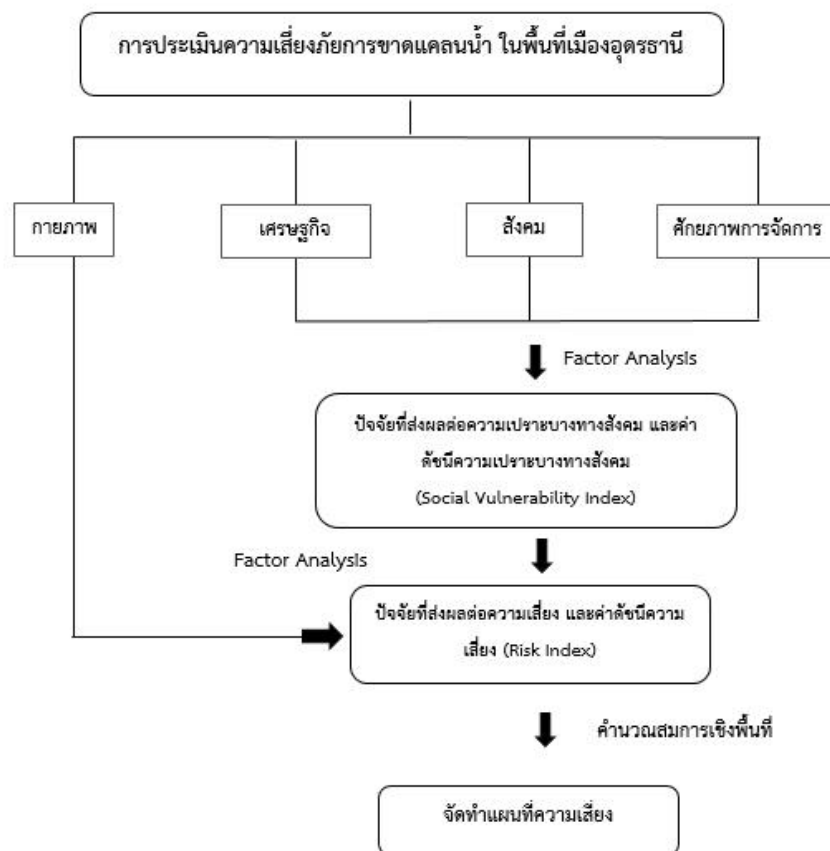 การประเมินความเสี่ยงภัยการขาดแคลนน้ำ ในพื้นที่เมืองอุดรธานี
กายภาพ
เศรษฐกิจ
สังคม
ศักยภาพการจัดการ
Factor Analysis
ปัจจัยที่ส่งผลต่อความเปราะบางทางสังคม และค่า
ดัชนีความเปราะบางทางสังคม
(Social Vulnerability Index)
Factor Analysis
ปัจจัยที่ส่งผลต่อความเสี่ยง และค่าดัชนีความ
เสี่ยง (Risk Index)
คำนวณสมการเชิงพื้นที่
จัดทำแผนที่ความเสี่ยง